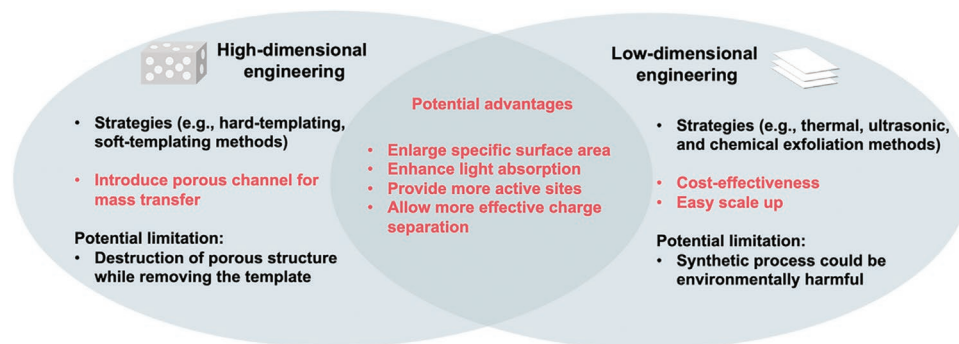 High-dimensional
engineering
• Strategies (e.g., hard-templating,
soft-templating methods)
• Introduce porous channel for
mass transfer
Potential limitation:
• Destruction of porous structure
while removing the template
Potential advantages
• Enlarge specific surface area
• Enhance light absorption
• Provide more active sites
• Allow more effective charge
separation
Low-dimensional
engineering
• Strategies (e.g., thermal, ultrasonic,
and chemical exfoliation methods)
• Cost-effectiveness
• Easy scale up
Potential limitation:
• Synthetic process could be
environmentally harmful